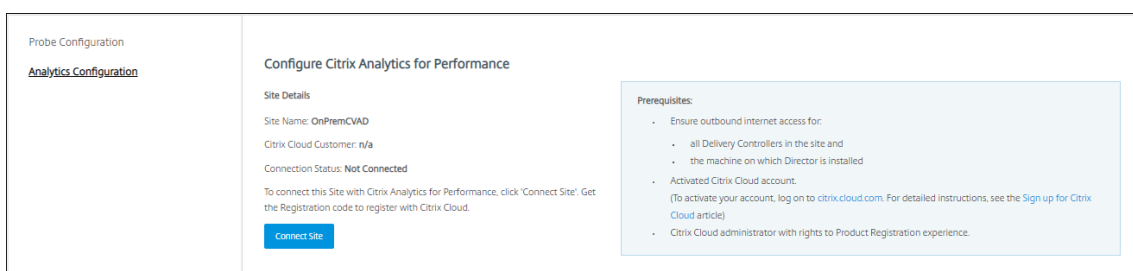 Probe Configuration
Analytics Configuration
Configure Citrix Analytics for Performance
Site Details
Site Name: OnPremCVAD
Citrix Cloud Customer: n/a
Connection Status: Not Connected
To connect this Site with Citrix Analytics for Performance, click 'Connect Site'. Get
the Registration code to register with Citrix Cloud.
Connect Site
Prerequisites:
• Ensure outbound internet access for:
• all Delivery Controllers in the site and
• the machine on which Director is installed
• Activated Citrix Cloud account.
(To activate your account, log on to citrix.cloud.com. For detailed instructions, see the Sign up for Citrix
Cloud article)
• Citrix Cloud administrator with rights to Product Registration experience.